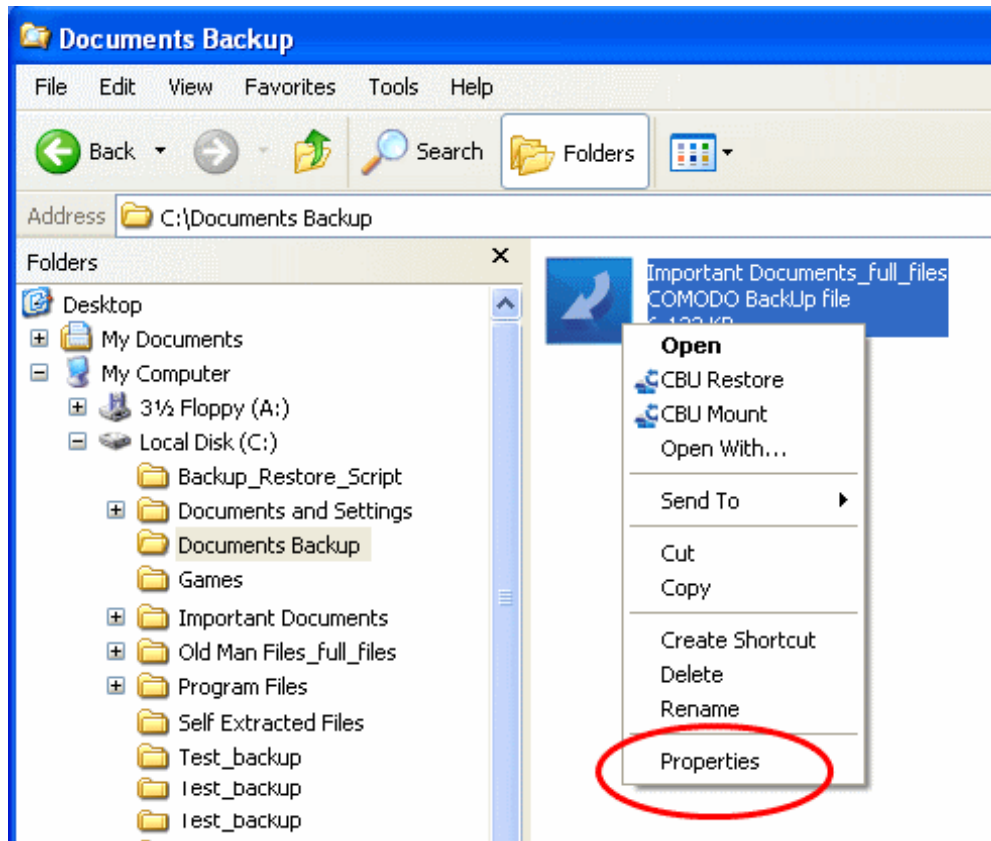 Documents Backup
File Edit View Favorites Tools Help
Back Search Folders
Address C:\Documents Backup
Folders
Desktop
My Documents
My Computer
3½ Floppy (A:)
Local Disk (C:)
Backup_Restore_Script
Documents and Settings
Documents Backup
Games
Important Documents
Old Man Files_full_files
Program Files
Self Extracted Files
Test_backup
Test_backup
Test_backup
Important Documents_full_files
COMODO BackUp file
Open
CBU Restore
CBU Mount
Open With...
Send To
Cut
Copy
Create Shortcut
Delete
Rename
Properties